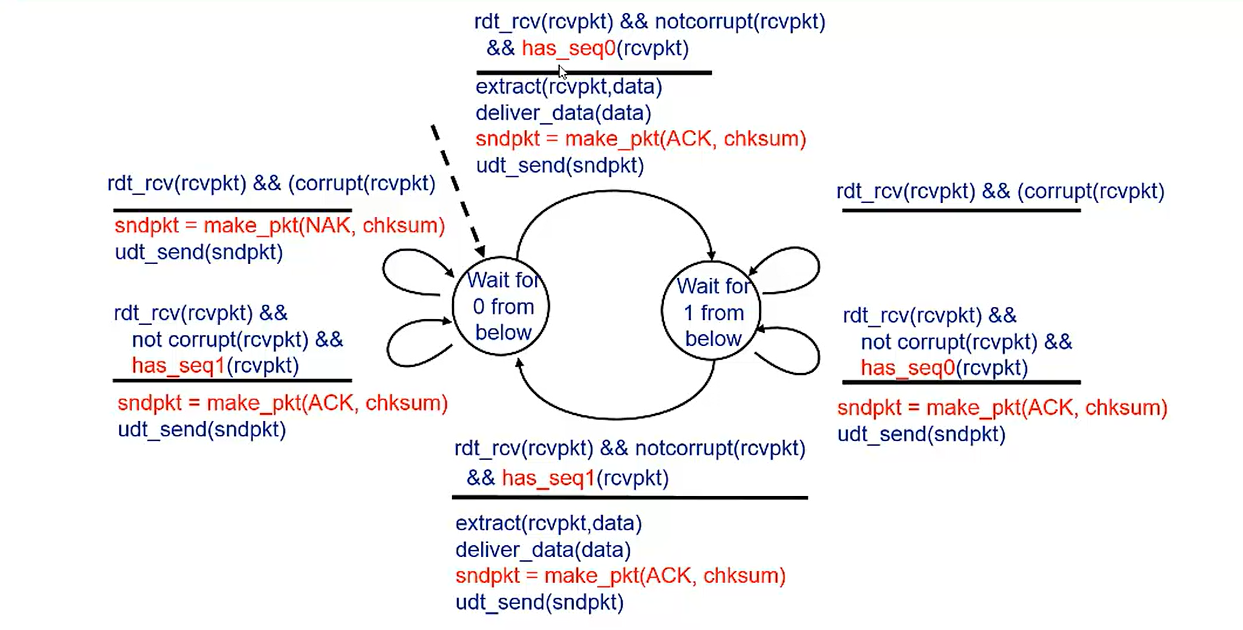 rdt_rcv(rcvpkt) && notcorrupt(rcvpkt)
&& has_seq0(rcvpkt)
extract(rcvpkt,data)
deliver_data(data)
sndpkt = make_pkt(ACK, chksum)
udt_send(sndpkt)
rdt_rcv(rcvpkt) && (corrupt(rcvpkt)
sndpkt = make_pkt(NAK, chksum)
udt_send(sndpkt)
rdt_rcv(rcvpkt) &&
not corrupt(rcvpkt) &&
has_seq1(rcvpkt)
sndpkt = make_pkt(ACK, chksum)
udt_send(sndpkt)
Wait for
0 from
below
Wait for
1 from
below
rdt_rcv(rcvpkt) && (corrupt(rcvpkt)
rdt_rcv(rcvpkt) &&
not corrupt(rcvpkt) &&
has_seq0(rcvpkt)
sndpkt = make_pkt(ACK, chksum)
udt_send(sndpkt)
rdt_rcv(rcvpkt) && notcorrupt(rcvpkt)
&& has_seq1(rcvpkt)
extract(rcvpkt,data)
deliver_data(data)
sndpkt = make_pkt(ACK, chksum)
udt_send(sndpkt)